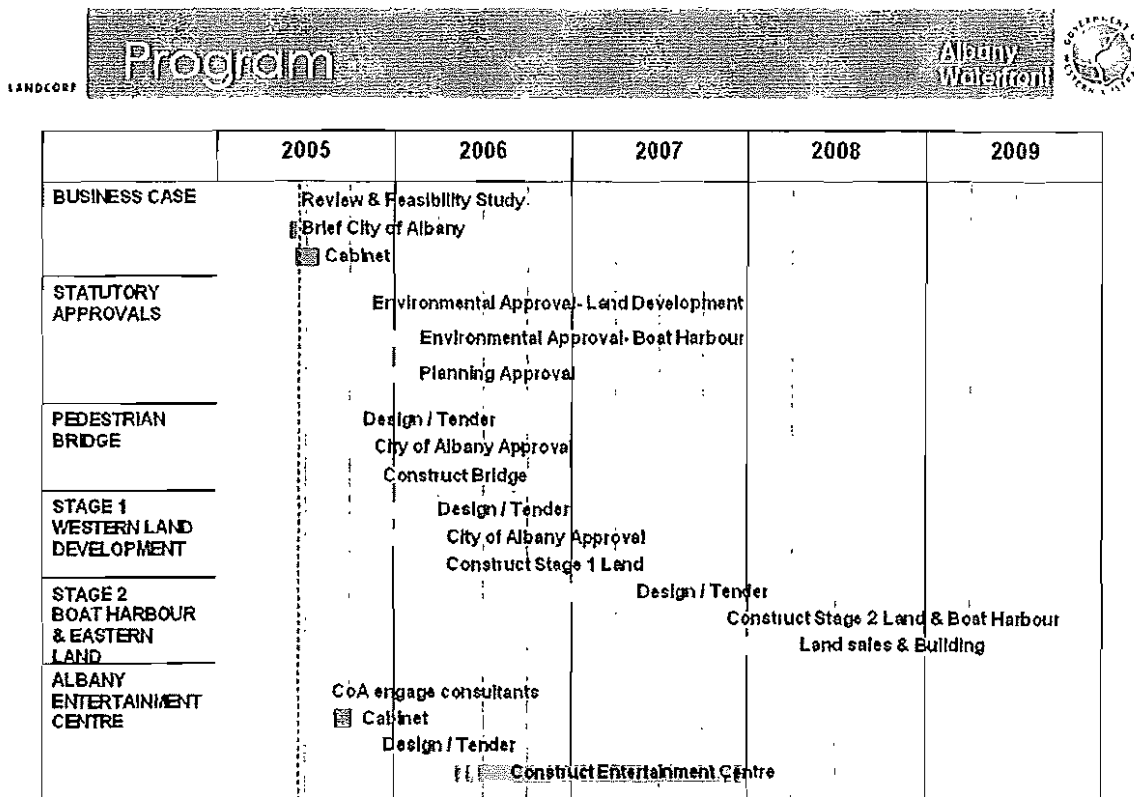 LANDCORP
Program
Albany
Waterfront
GOVERNMENT OF
WESTERN AUSTRALIA
2005 2006 2007 2008 2009
BUSINESS CASE
Review & Feasibility Study
Brief City of Albany
Cabinet
STATUTORY
APPROVALS
Environmental Approval- Land Development
Environmental Approval- Boat Harbour
Planning Approval
PEDESTRIAN
BRIDGE
Design / Tender
City of Albany Approval
Construct Bridge
STAGE 1
WESTERN LAND
DEVELOPMENT
Design / Tender
City of Albany Approval
Construct Stage 1 Land
STAGE 2
BOAT HARBOUR
& EASTERN
LAND
Design / Tender
Construct Stage 2 Land & Boat Harbour
Land sales & Building
ALBANY
ENTERTAINMENT
CENTRE
CoA engage consultants
Cabinet
Design / Tender
Construct Entertainment Centre